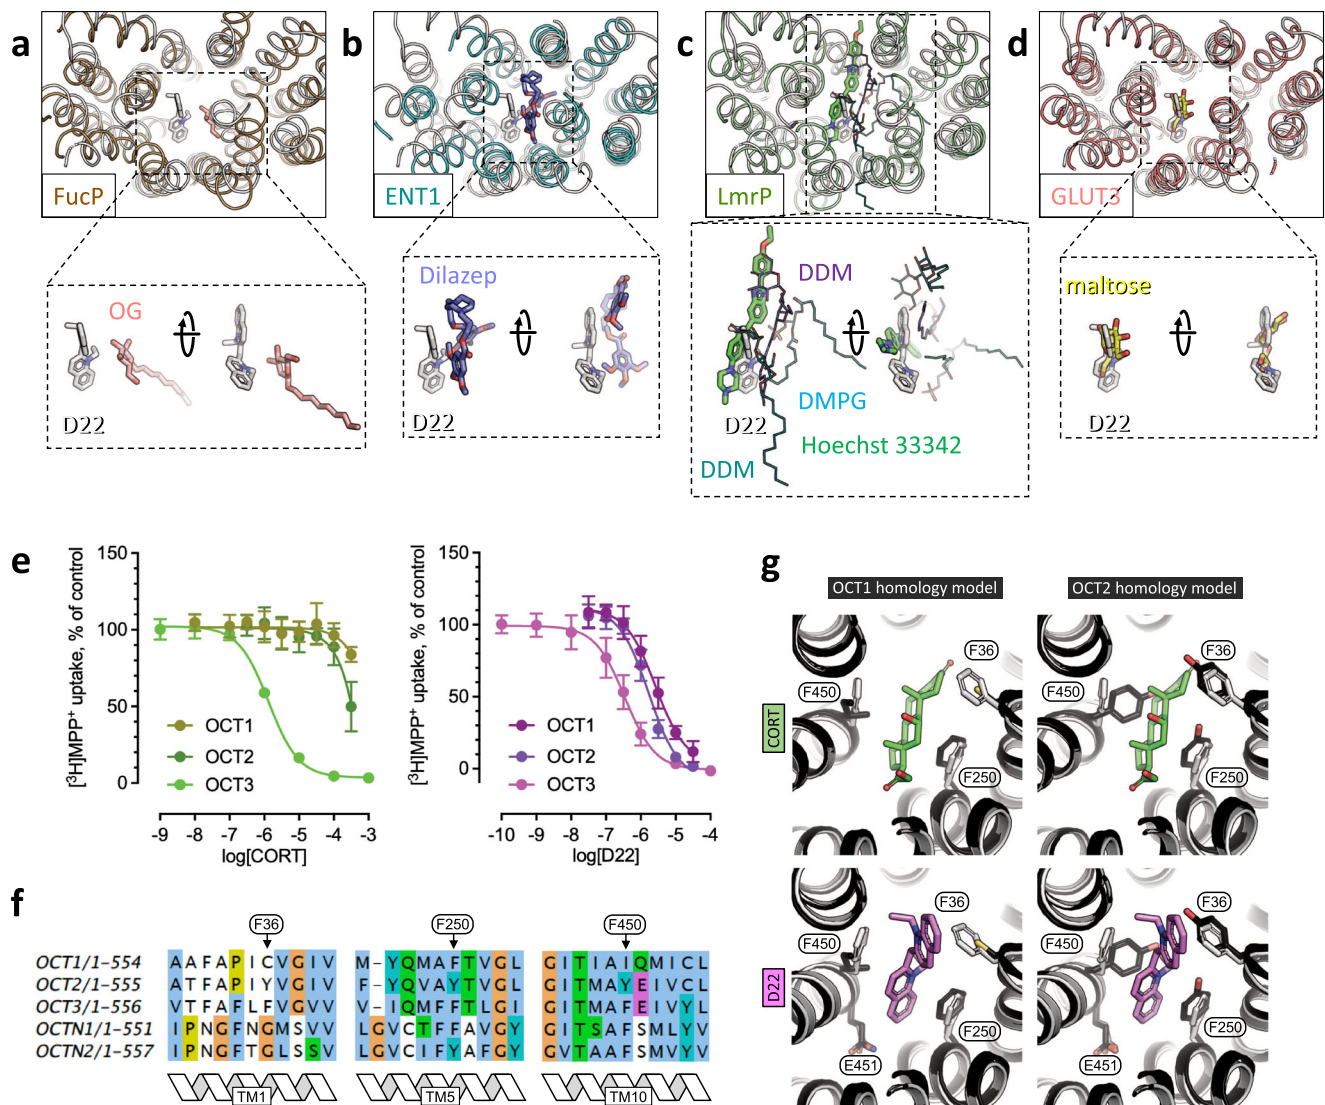 a
b
c
d
FucP
ENT1
LmrP
GLUT3
OG
D22
Dilazep
D22
DDM
DMPG
D22
Hoechst 33342
DDM
maltose
D22
e
[³H]MPP⁺ uptake, % of control
150
100
50
0
OCT1
OCT2
OCT3
-9 -8 -7 -6 -5 -4 -3
log[CORT]
[³H]MPP⁺ uptake, % of control
150
100
50
0
OCT1
OCT2
OCT3
-10 -9 -8 -7 -6 -5 -4
log[D22]
f
F36 F250 F450
OCT1/1-554 AAFAPICVGIV M-YQMAFTVGL GITIAIQMICL
OCT2/1-555 ATFAPIYVGIV F-YQVAYTVGL GITMAYEIVCL
OCT3/1-556 VTFAFLFVGVV V-IQMFFTLGI GITMAFEIVYL
OCTN1/1-551 IPNGFNGMSVV LGVCTFFAVGY GITSAFSMLYV
OCTN2/1-557 IPNGFTGLSSV LGVCIFYAFGY GVTAAFSMVYV
TM1 TM5 TM10
g
OCT1 homology model
OCT2 homology model
CORT
F36
F450
F250
F36
F450
F250
D22
F36
F450
F250
E451
F36
F450
F250
E451